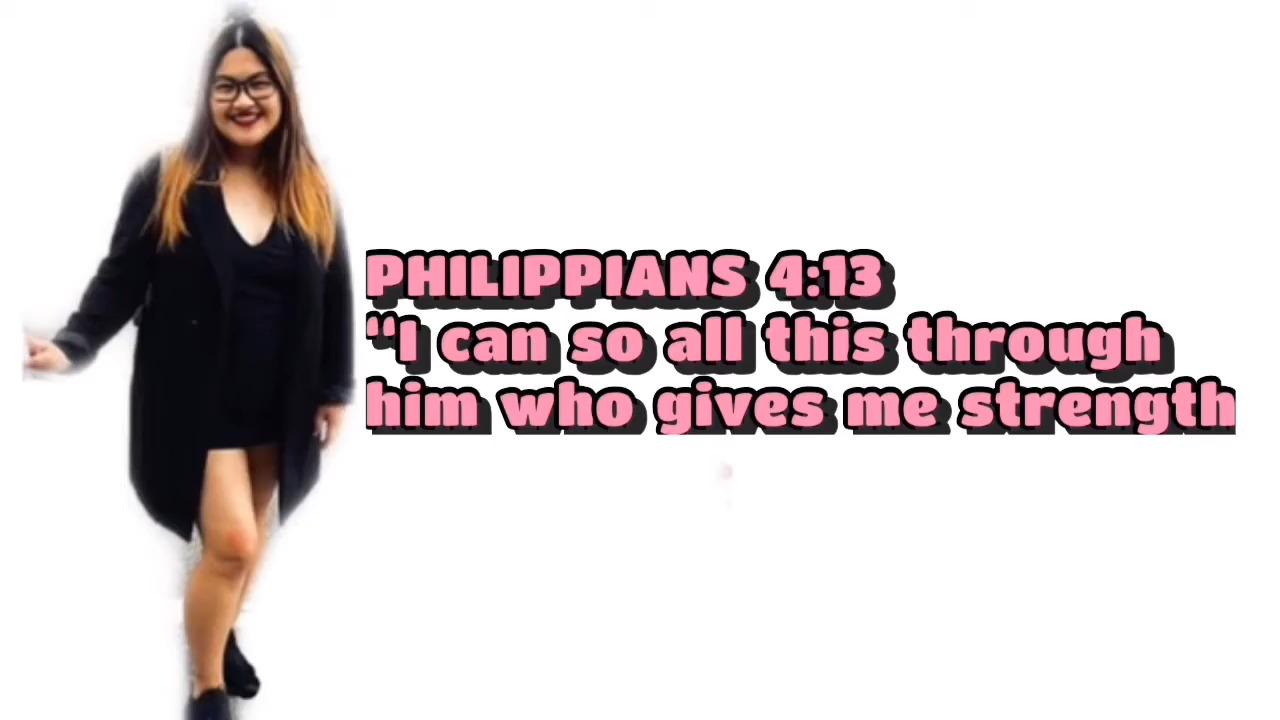 PHILIPPIANS 4:13
“I can so all this through
him who gives me strength